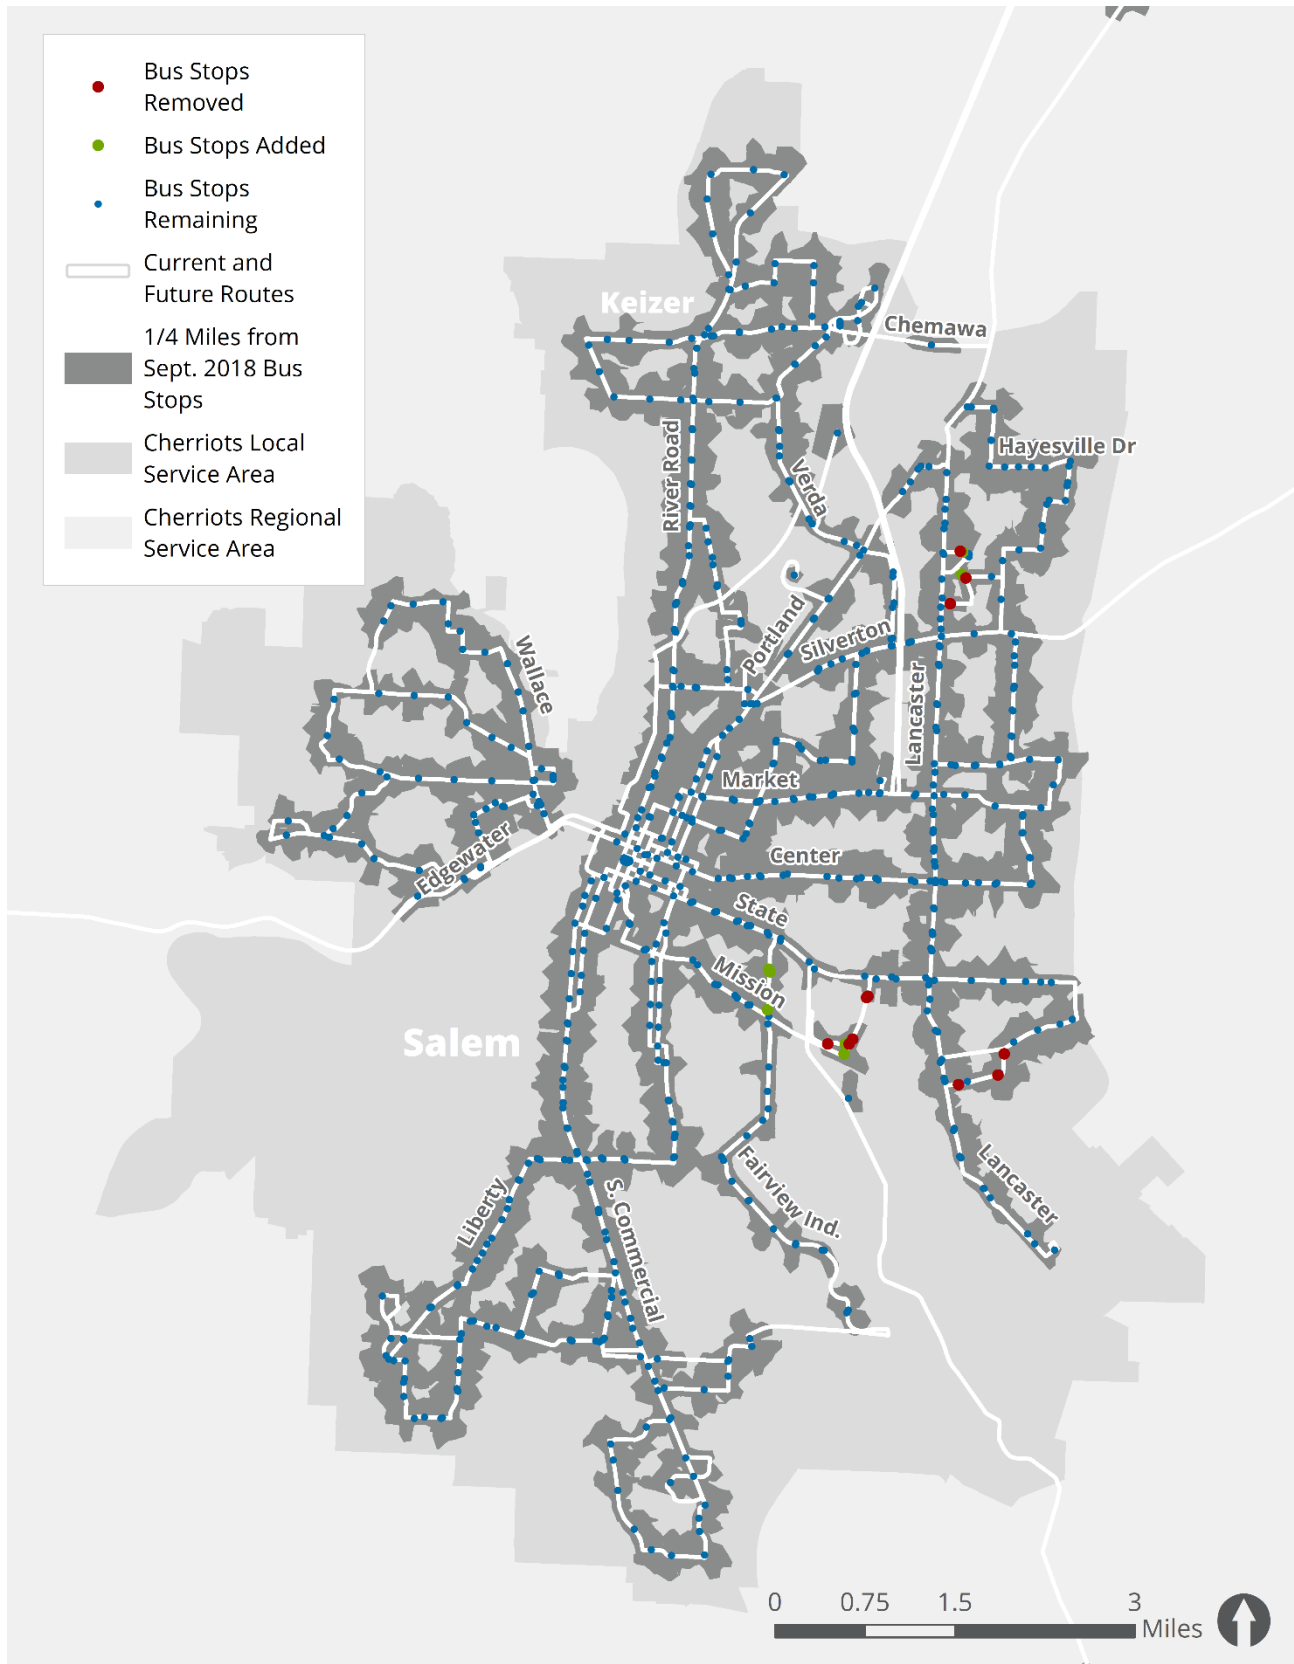 Bus Stops
Removed
Bus Stops Added
Bus Stops
Remaining
Current and
Future Routes
1/4 Miles from
Sept. 2018 Bus
Stops
Cherriots Local
Service Area
Cherriots Regional
Service Area
Keizer
Chemawa
Hayesville Dr
River Road
Verda
Portland
Silverton
Wallace
Lancaster
Market
Edgewater
Center
State
Mission
Salem
Lancaster
Fairview Ind.
Liberty
S. Commercial
0 0.75 1.5 3
Miles